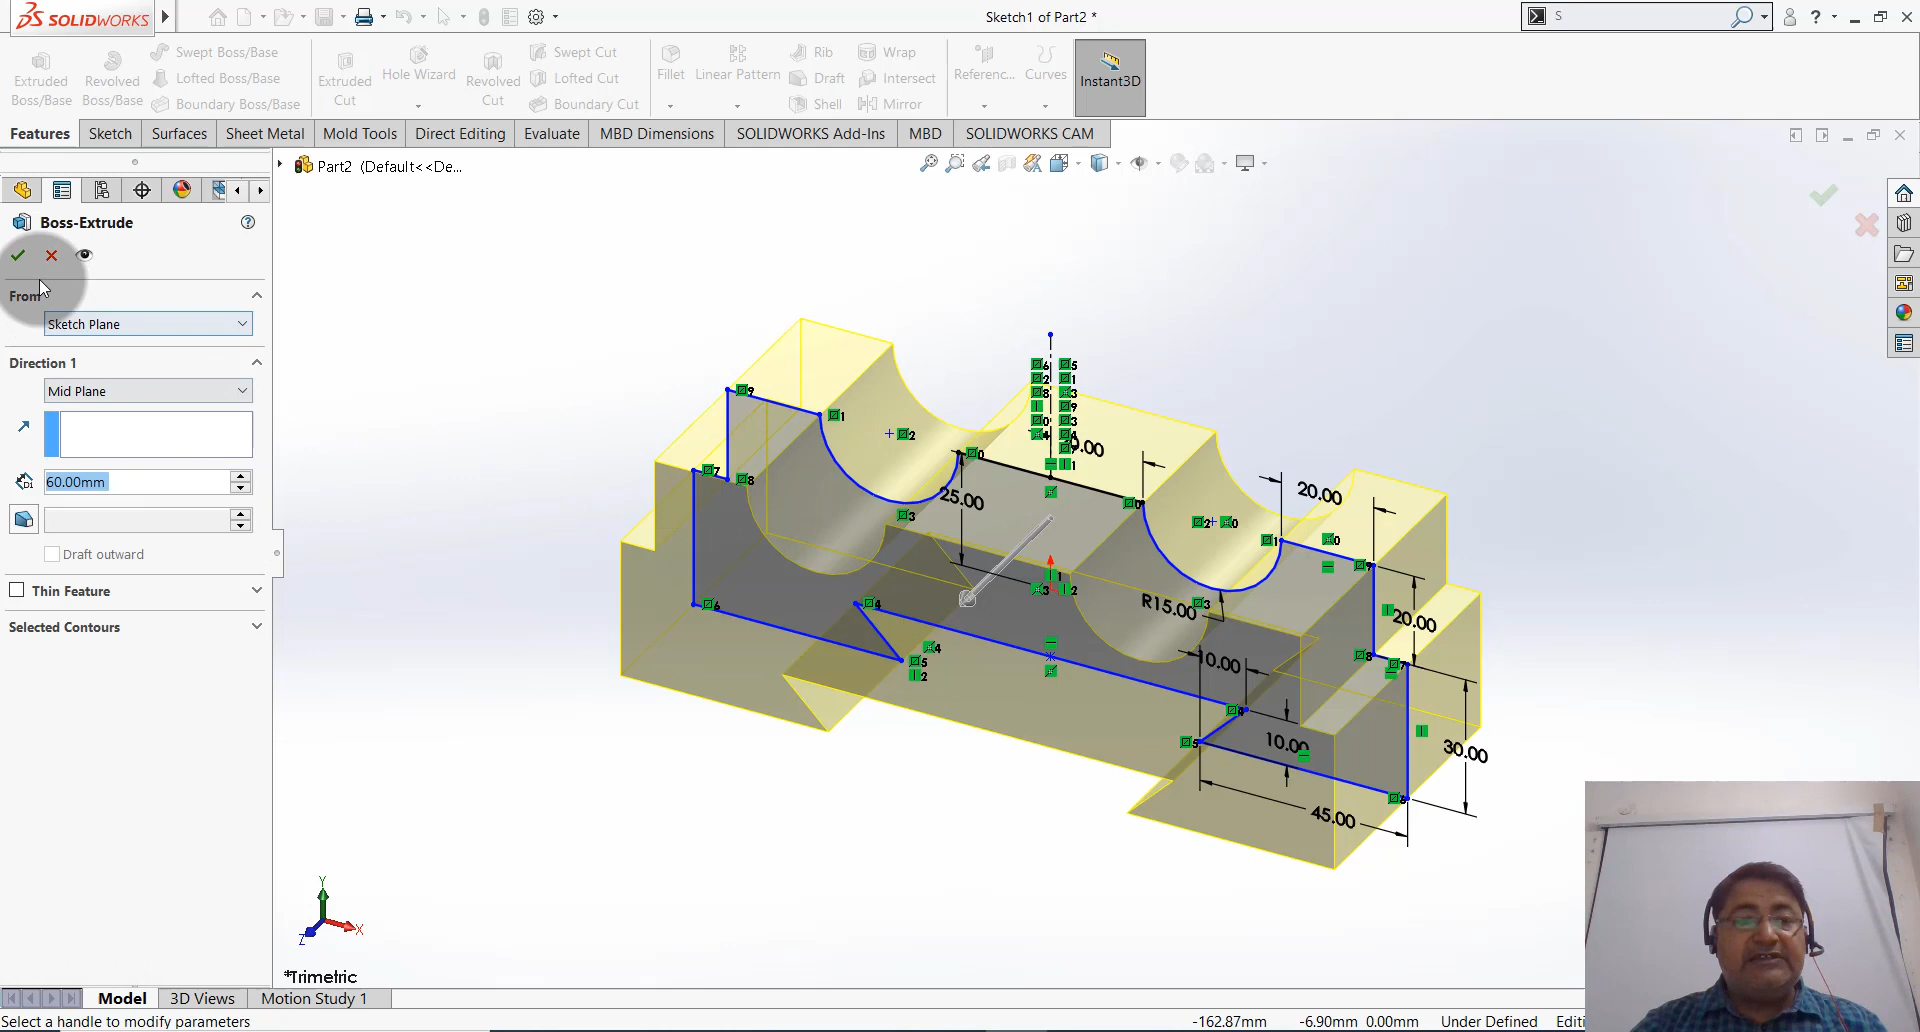 SOLIDWORKS
Sketch1 of Part2 *
S
?
Extruded Boss/Base
Revolved Boss/Base
Swept Boss/Base
Lofted Boss/Base
Boundary Boss/Base
Extruded Cut
Hole Wizard
Revolved Cut
Swept Cut
Lofted Cut
Boundary Cut
Fillet
Linear Pattern
Rib
Draft
Shell
Wrap
Intersect
Mirror
Referenc...
Curves
Instant3D
Features
Sketch
Surfaces
Sheet Metal
Mold Tools
Direct Editing
Evaluate
MBD Dimensions
SOLIDWORKS Add-Ins
MBD
SOLIDWORKS CAM
Part2 (Default<<De...
Boss-Extrude
From
Sketch Plane
Direction 1
Mid Plane
60.00mm
Draft outward
Thin Feature
Selected Contours
25.00
20.00
R15.00
20.00
10.00
10.00
30.00
45.00
Y
X
Z
*Trimetric
Model
3D Views
Motion Study 1
Select a handle to modify parameters
-162.87mm
-6.90mm
0.00mm
Under Defined